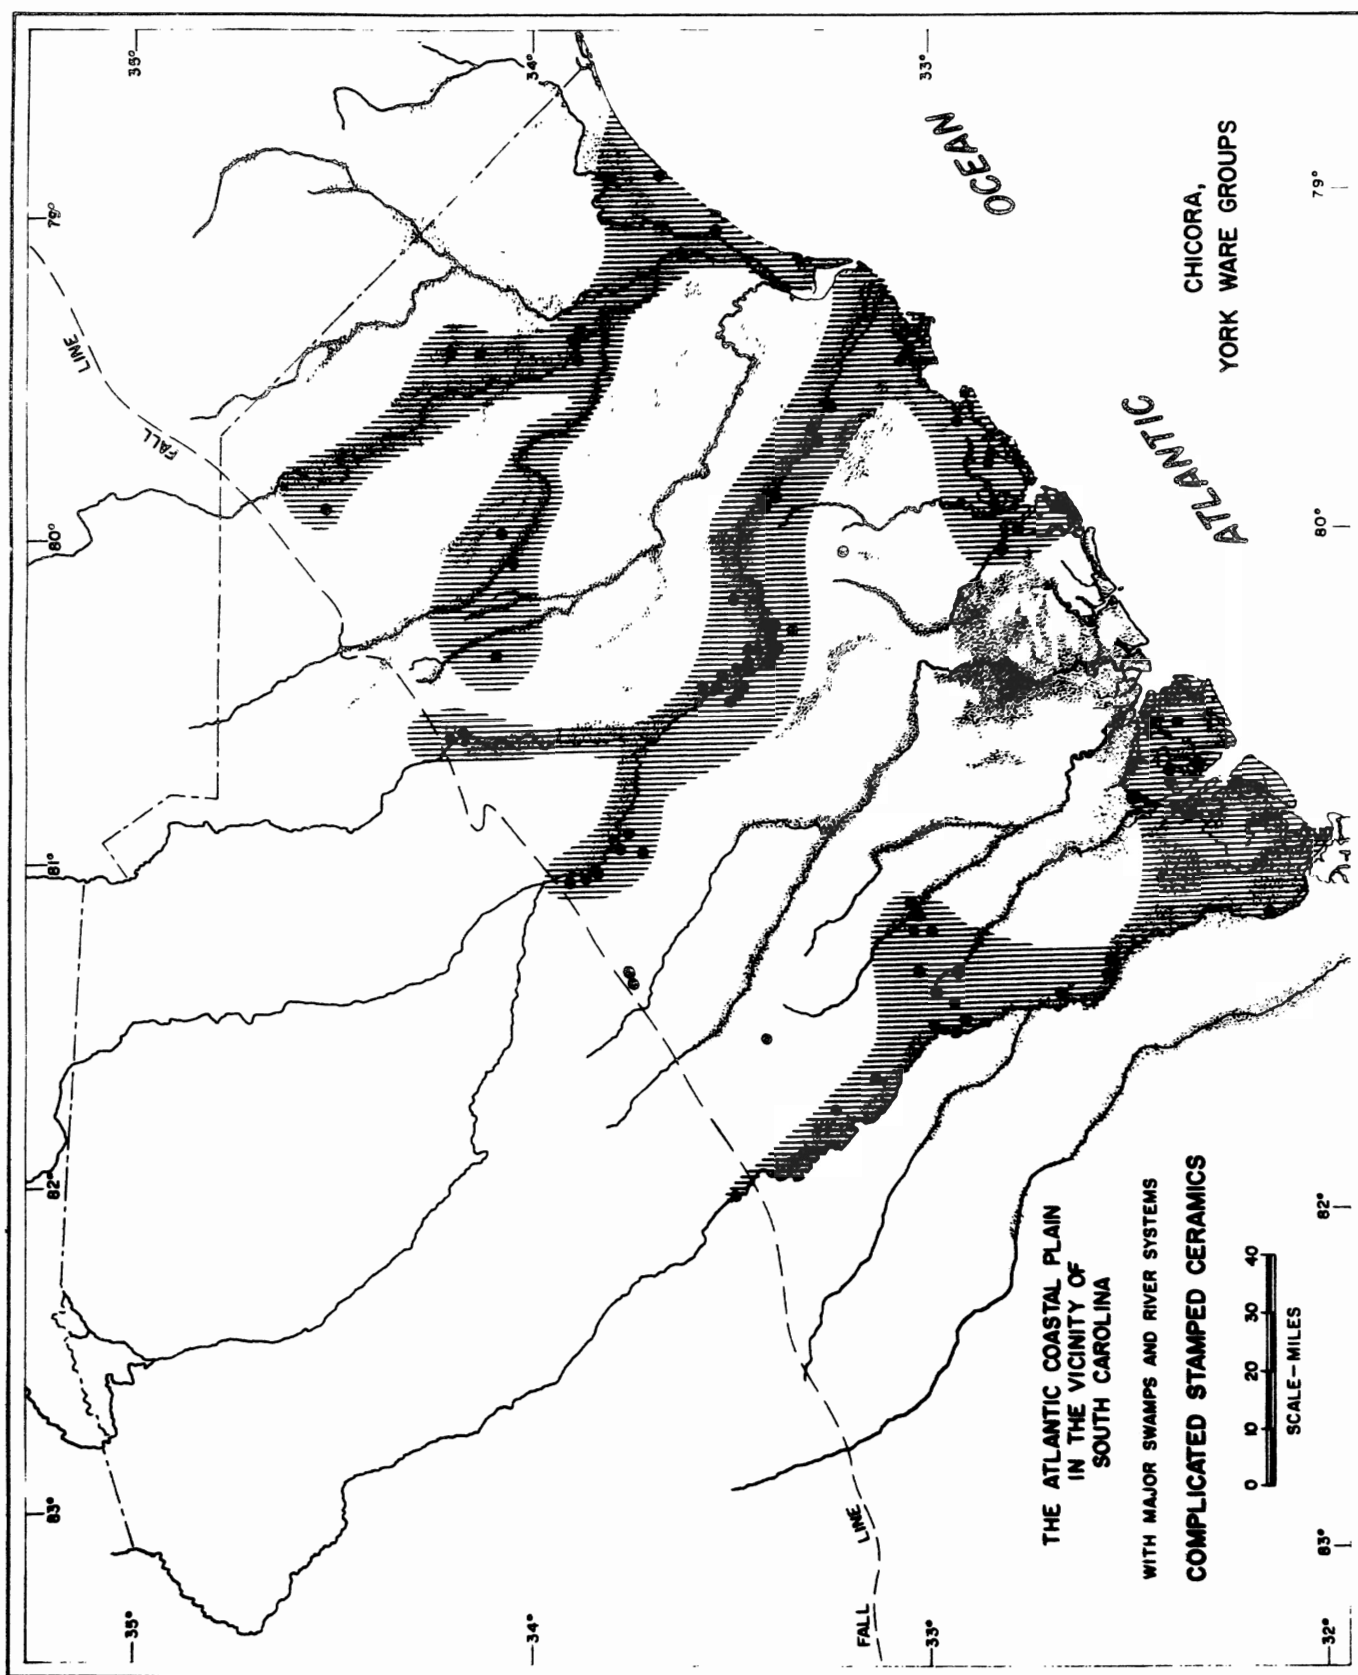 THE ATLANTIC COASTAL PLAIN
IN THE VICINITY OF
SOUTH CAROLINA
WITH MAJOR SWAMPS AND RIVER SYSTEMS
COMPLICATED STAMPED CERAMICS
0 10 20 30 40
SCALE-MILES
CHICORA,
YORK WARE GROUPS
ATLANTIC
OCEAN
FALL
LINE
FALL
LINE
83°
82°
81°
80°
79°
35°
34°
33°
35°
34°
33°
32°
83°
82°
80°
79°